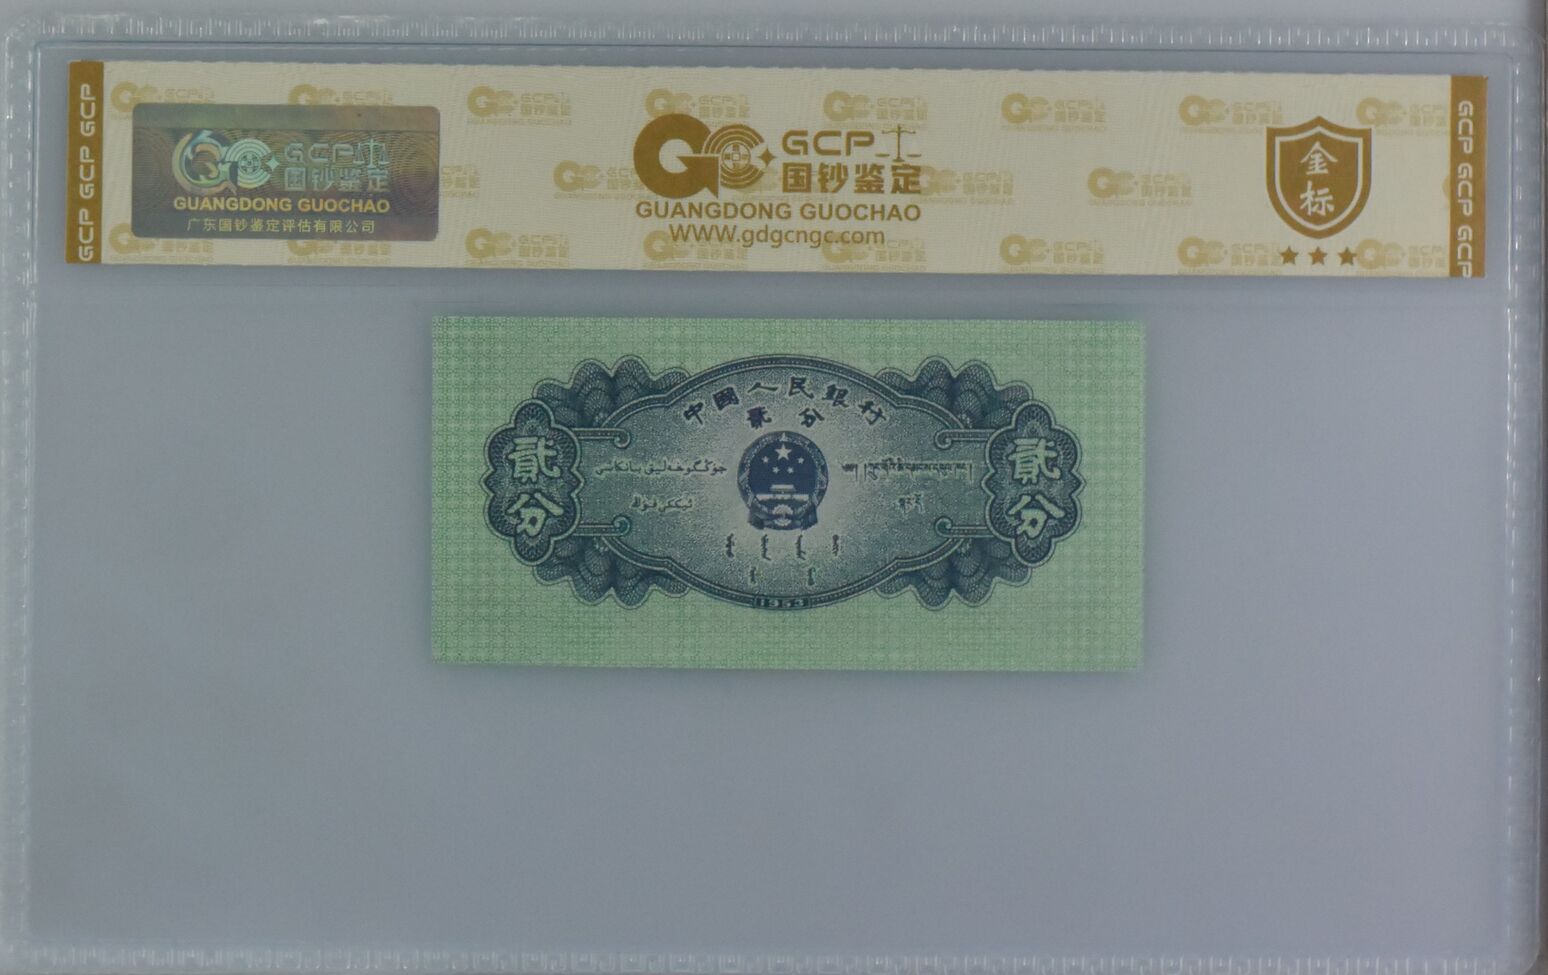 GCP GCP GCP
GCP
国钞鉴定
GUANGDONG GUOCHAO
广东国钞鉴定评估有限公司
GCP
国钞鉴定
GUANGDONG GUOCHAO
WWW.gdgcngc.com
金
标
GCP GCP GCP
中國人民銀行
貳分
貳
分
貳
分
1953